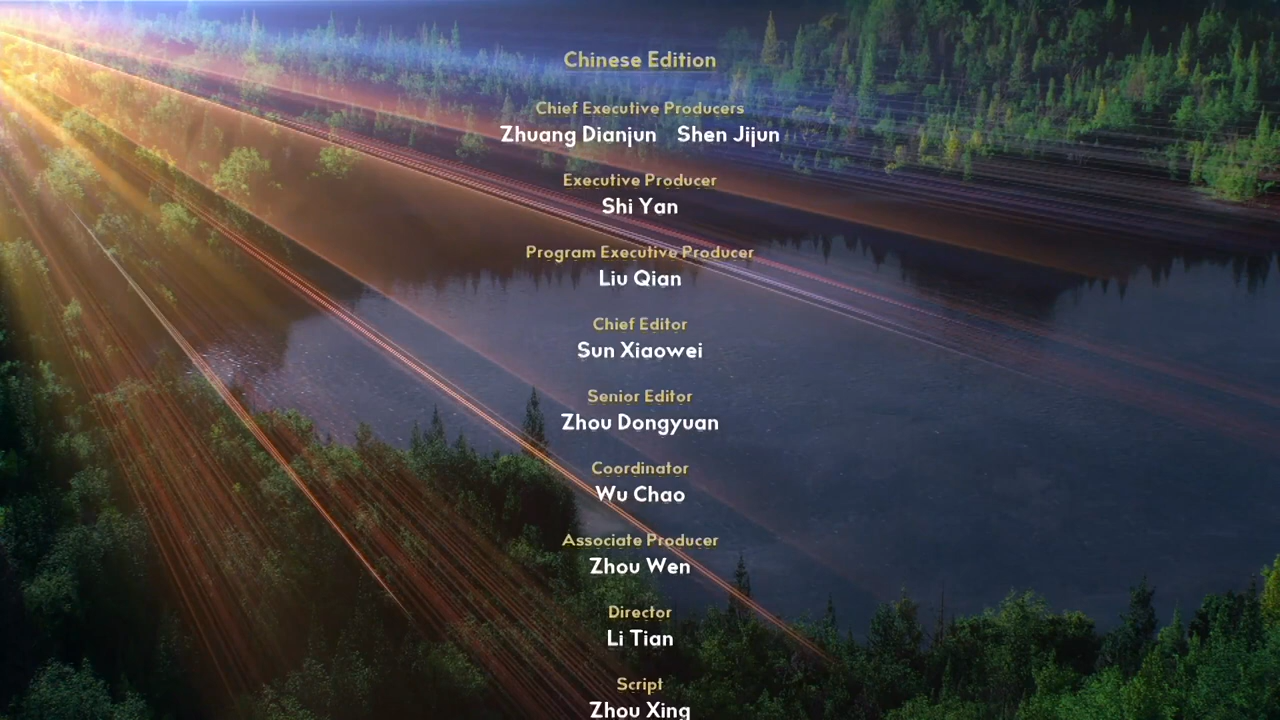 Chinese Edition
Chief Executive Producers
Zhuang Dianjun Shen Jijun
Executive Producer
Shi Yan
Program Executive Producer
Liu Qian
Chief Editor
Sun Xiaowei
Senior Editor
Zhou Dongyuan
Coordinator
Wu Chao
Associate Producer
Zhou Wen
Director
Li Tian
Script
Zhou Xing